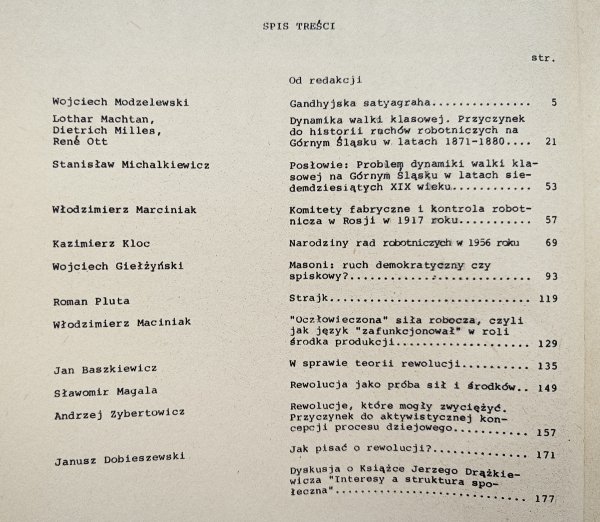 SPIS TREŚCI
str.
Od redakcji
Wojciech Modzelewski Gandhyjska satyagraha............... 5
Lothar Machtan, Dynamika walki klasowej. Przyczynek
Dietrich Milles, do historii ruchów robotniczych na
René Ott Górnym Śląsku w latach 1871-1880.... 21
Stanisław Michalkiewicz Posłowie: Problem dynamiki walki kla-
sowej na Górnym Śląsku w latach sie-
demdziesiątych XIX wieku............ 53
Włodzimierz Marciniak Komitety fabryczne i kontrola robot-
nicza w Rosji w 1917 roku........... 57
Kazimierz Kloc Narodziny rad robotniczych w 1956 roku 69
Wojciech Giełżyński Masoni: ruch demokratyczny czy
spiskowy?........................... 93
Roman Pluta Strajk.............................. 119
Włodzimierz Maciniak "Oczłowieczona" siła robocza, czyli
jak język "zafunkcjonował" w roli
środka produkcji.................... 129
Jan Baszkiewicz W sprawie teorii rewolucji.......... 135
Sławomir Magala Rewolucja jako próba sił i środków.. 149
Andrzej Zybertowicz Rewolucje, które mogły zwyciężyć.
Przyczynek do aktywistycznej kon-
cepcji procesu dziejowego........... 157
Janusz Dobieszewski Jak pisać o rewolucji?.............. 171
Dyskusja o Książce Jerzego Drążkie-
wicza "Interesy a struktura spo-
łeczna"............................. 177